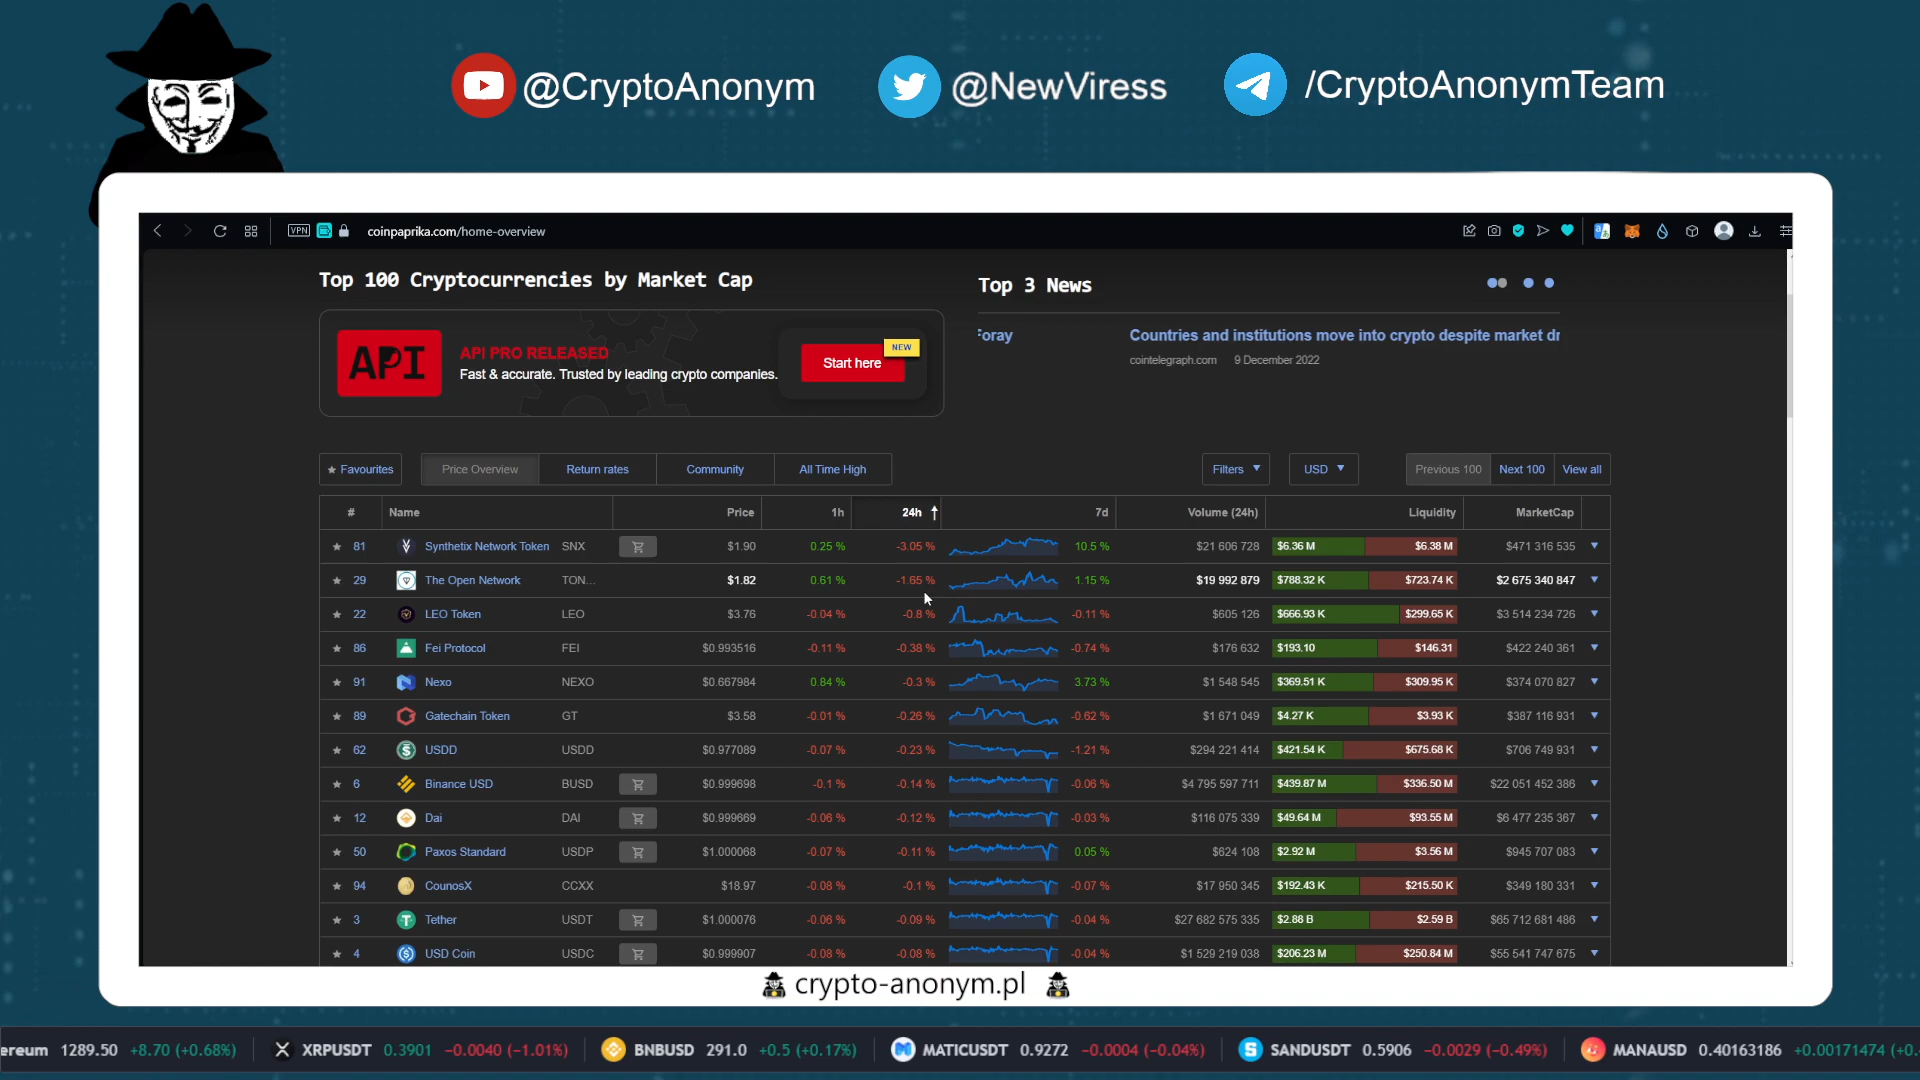 @CryptoAnonym @NewViress /CryptoAnonymTeam
VPN coinpaprika.com/home-overview
Top 100 Cryptocurrencies by Market Cap
Top 3 News
API API PRO RELEASED
Fast & accurate. Trusted by leading crypto companies.
NEW
Start here
Foray Countries and institutions move into crypto despite market dr
cointelegraph.com 9 December 2022
Favourites Price Overview Return rates Community All Time High Filters USD Previous 100 Next 100 View all
# Name Price 1h 24h 7d Volume (24h) Liquidity MarketCap
81 Synthetix Network Token SNX $1.90 0.25 % -3.05 % 10.5 % $21 606 728 $6.36 M $6.38 M $471 316 535
29 The Open Network TON... $1.82 0.61 % -1.65 % 1.15 % $19 992 879 $788.32 K $723.74 K $2 675 340 847
22 LEO Token LEO $3.76 -0.04 % -0.8 % -0.11 % $605 126 $666.93 K $299.65 K $3 514 234 726
86 Fei Protocol FEI $0.993516 -0.11 % -0.38 % -0.74 % $176 632 $193.10 $146.31 $422 240 361
91 Nexo NEXO $0.667984 0.84 % -0.3 % 3.73 % $1 548 545 $369.51 K $309.95 K $374 070 827
89 Gatechain Token GT $3.58 -0.01 % -0.26 % -0.62 % $1 671 049 $4.27 K $3.93 K $387 116 931
62 USDD USDD $0.977089 -0.07 % -0.23 % -1.21 % $294 221 414 $421.54 K $675.68 K $706 749 931
6 Binance USD BUSD $0.999698 -0.1 % -0.14 % -0.06 % $4 795 597 711 $439.87 M $336.50 M $22 051 452 386
12 Dai DAI $0.999669 -0.06 % -0.12 % -0.03 % $116 075 339 $49.64 M $93.55 M $6 477 235 367
50 Paxos Standard USDP $1.000068 -0.07 % -0.11 % 0.05 % $624 108 $2.92 M $3.56 M $945 707 083
94 CounosX CCXX $18.97 -0.08 % -0.1 % -0.07 % $17 950 345 $192.43 K $215.50 K $349 180 331
3 Tether USDT $1.000076 -0.06 % -0.09 % -0.04 % $27 682 575 335 $2.88 B $2.59 B $65 712 681 486
4 USD Coin USDC $0.999907 -0.08 % -0.08 % -0.04 % $1 529 219 038 $206.23 M $250.84 M $55 541 747 675
crypto-anonym.pl
ereum 1289.50 +8.70 (+0.68%) XRPUSDT 0.3901 −0.0040 (−1.01%) BNBUSD 291.0 +0.5 (+0.17%) MATICUSDT 0.9272 −0.0004 (−0.04%) SANDUSDT 0.5906 −0.0029 (−0.49%) MANAUSD 0.40163186 +0.00171474 (+0.